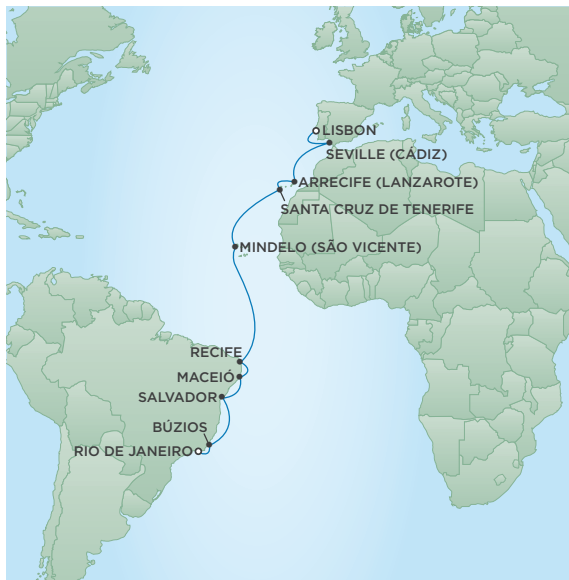 LISBON
SEVILLE (CÁDIZ)
ARRECIFE (LANZAROTE)
SANTA CRUZ DE TENERIFE
MINDELO (SÃO VICENTE)
RECIFE
MACEIÓ
SALVADOR
BÚZIOS
RIO DE JANEIRO